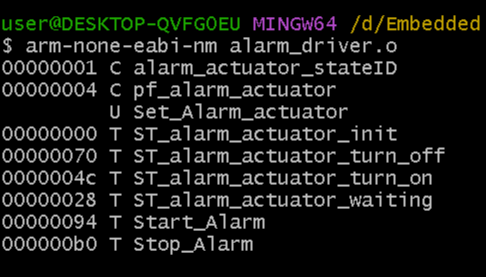 user@DESKTOP-QVFGOEU MINGW64 /d/Embedded
$ arm-none-eabi-nm alarm_driver.o
00000001 C alarm_actuator_stateID
00000004 C pf_alarm_actuator
         U Set_Alarm_actuator
00000000 T ST_alarm_actuator_init
00000070 T ST_alarm_actuator_turn_off
0000004c T ST_alarm_actuator_turn_on
00000028 T ST_alarm_actuator_waiting
00000094 T Start_Alarm
000000b0 T Stop_Alarm